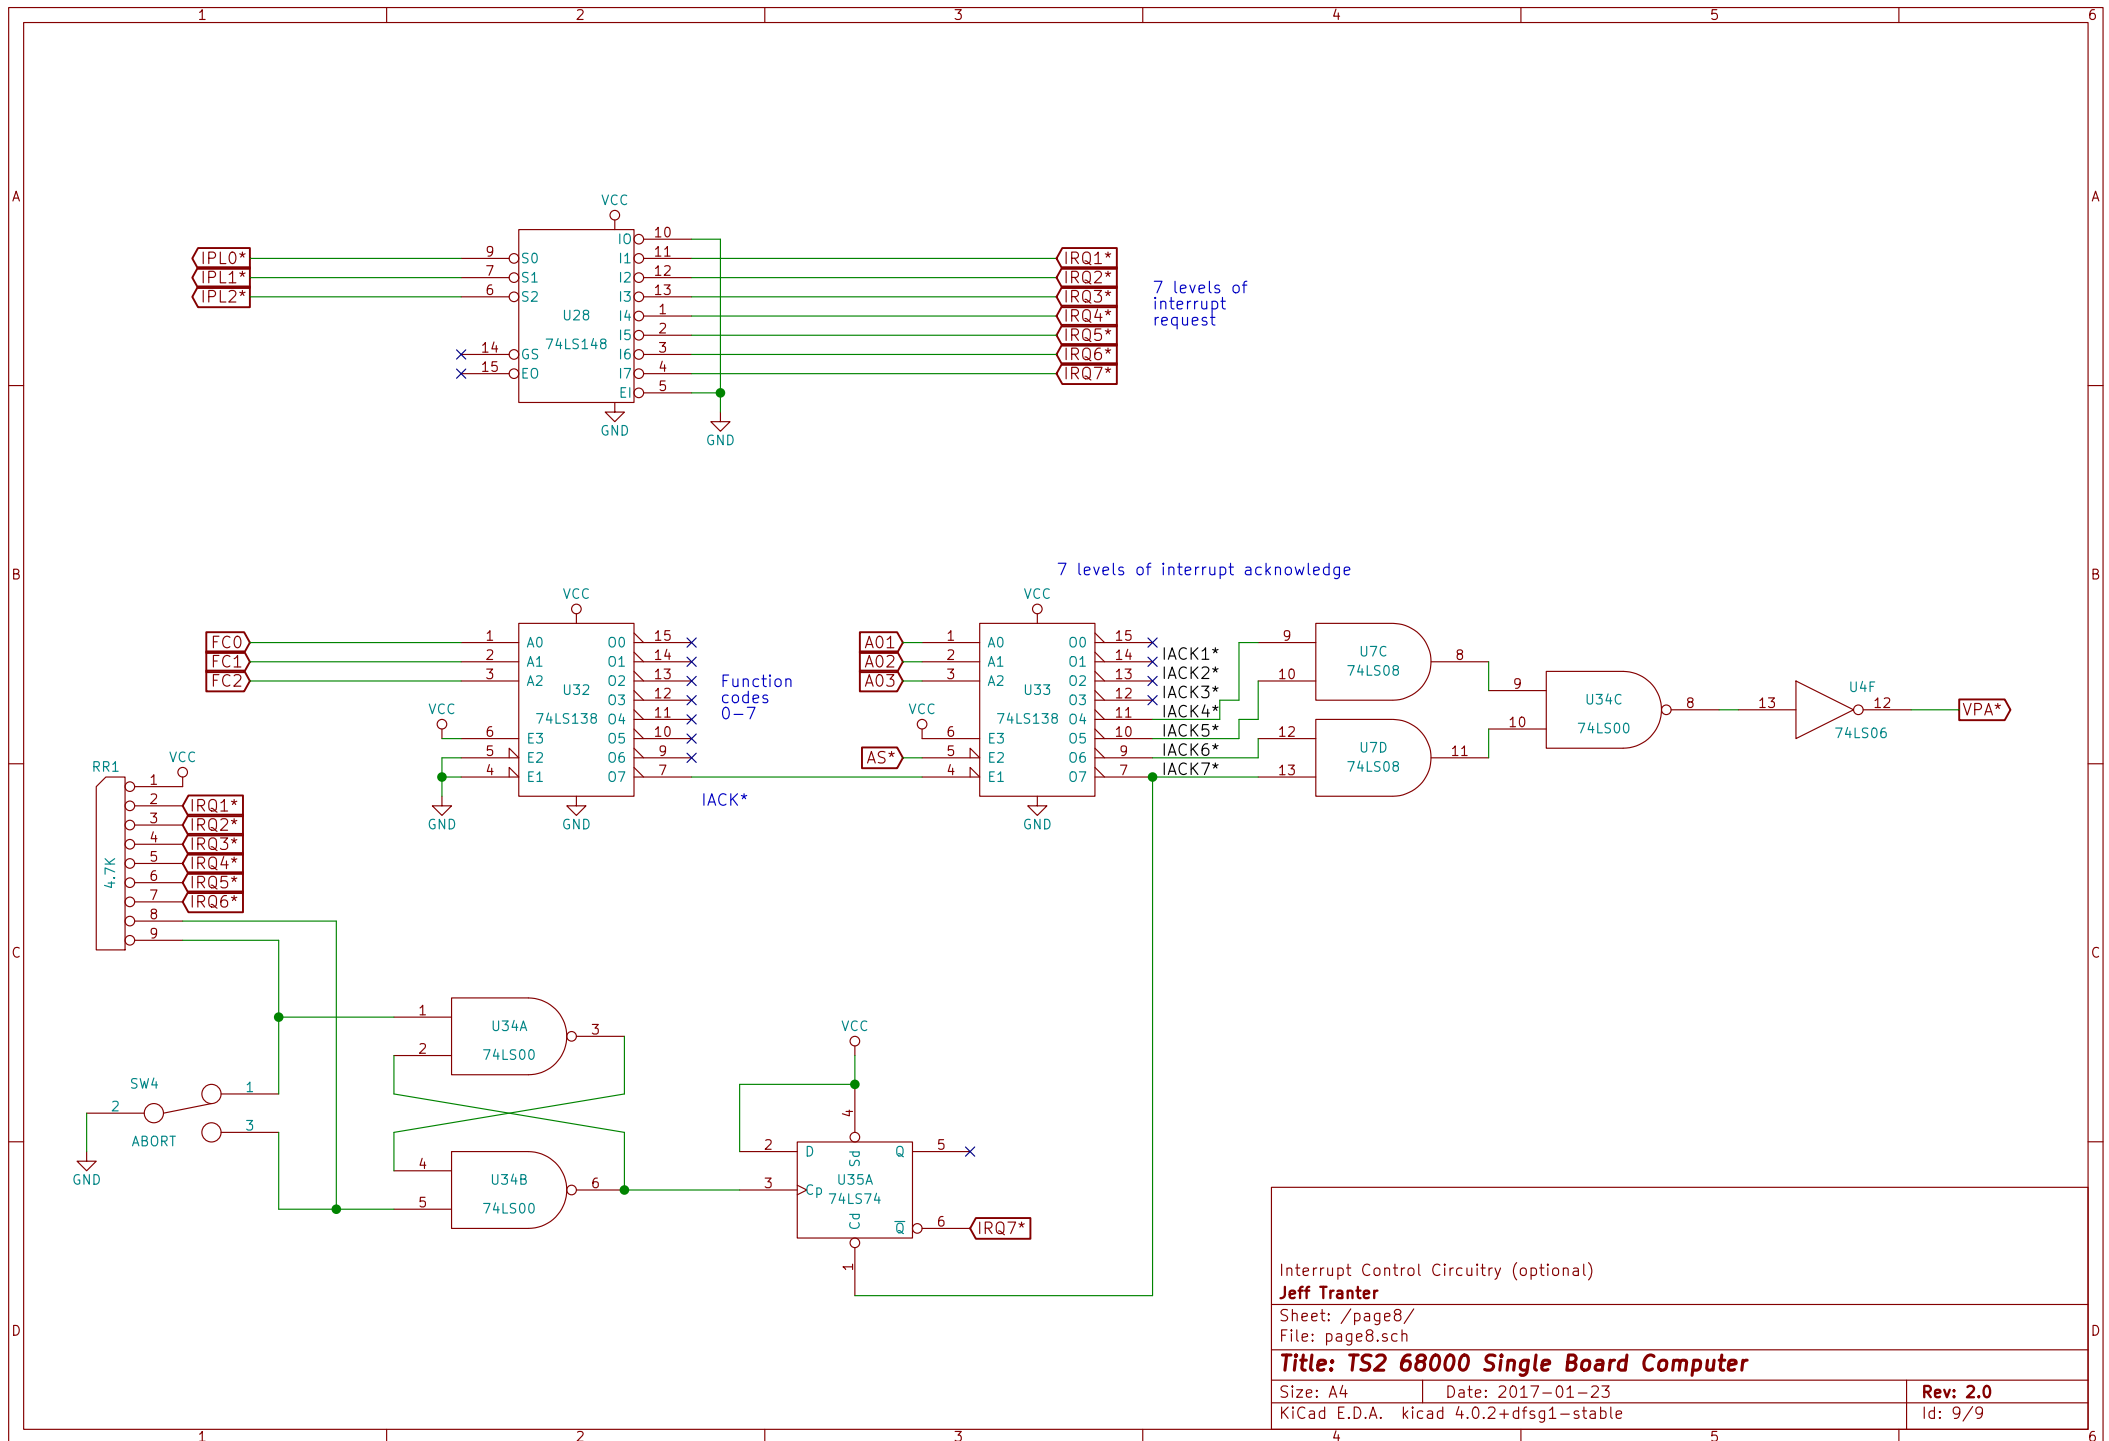 1 2 3 4 5 6
A A
B B
C C
D D
VCC
IPL0*
IPL1*
IPL2*
9 S0
7 S1
6 S2
14 GS
15 EO
U28
74LS148
I0 10
I1 11
I2 12
I3 13
I4 1
I5 2
I6 3
I7 4
EI 5
GND
GND
IRQ1*
IRQ2*
IRQ3*
IRQ4*
IRQ5*
IRQ6*
IRQ7*
7 levels of
interrupt
request
FC0
FC1
FC2
VCC
VCC
1 A0
2 A1
3 A2
6 E3
5 E2
4 E1
U32
74LS138
O0 15
O1 14
O2 13
O3 12
O4 11
O5 10
O6 9
O7 7
GND
GND
Function
codes
0-7
IACK*
7 levels of interrupt acknowledge
VCC
A01
A02
A03
VCC
AS*
1 A0
2 A1
3 A2
6 E3
5 E2
4 E1
U33
74LS138
O0 15
O1 14
O2 13
O3 12
O4 11
O5 10
O6 9
O7 7
GND
IACK1*
IACK2*
IACK3*
IACK4*
IACK5*
IACK6*
IACK7*
9
10
U7C
74LS08
8
12
13
U7D
74LS08
11
9
10
U34C
74LS00
8
13
U4F
74LS06
12
VPA*
RR1
VCC
4.7K
1
2 IRQ1*
3 IRQ2*
4 IRQ3*
5 IRQ4*
6 IRQ5*
7 IRQ6*
8
9
SW4
1
2
3
ABORT
GND
1
2
U34A
74LS00
3
4
5
U34B
74LS00
6
VCC
4
2 D
Sd
Q 5
3 Cp
U35A
74LS74
Cd
Q 6
1
IRQ7*
Interrupt Control Circuitry (optional)
Jeff Tranter
Sheet: /page8/
File: page8.sch
Title: TS2 68000 Single Board Computer
Size: A4 Date: 2017-01-23 Rev: 2.0
KiCad E.D.A. kicad 4.0.2+dfsg1-stable Id: 9/9
1 2 3 4 5 6